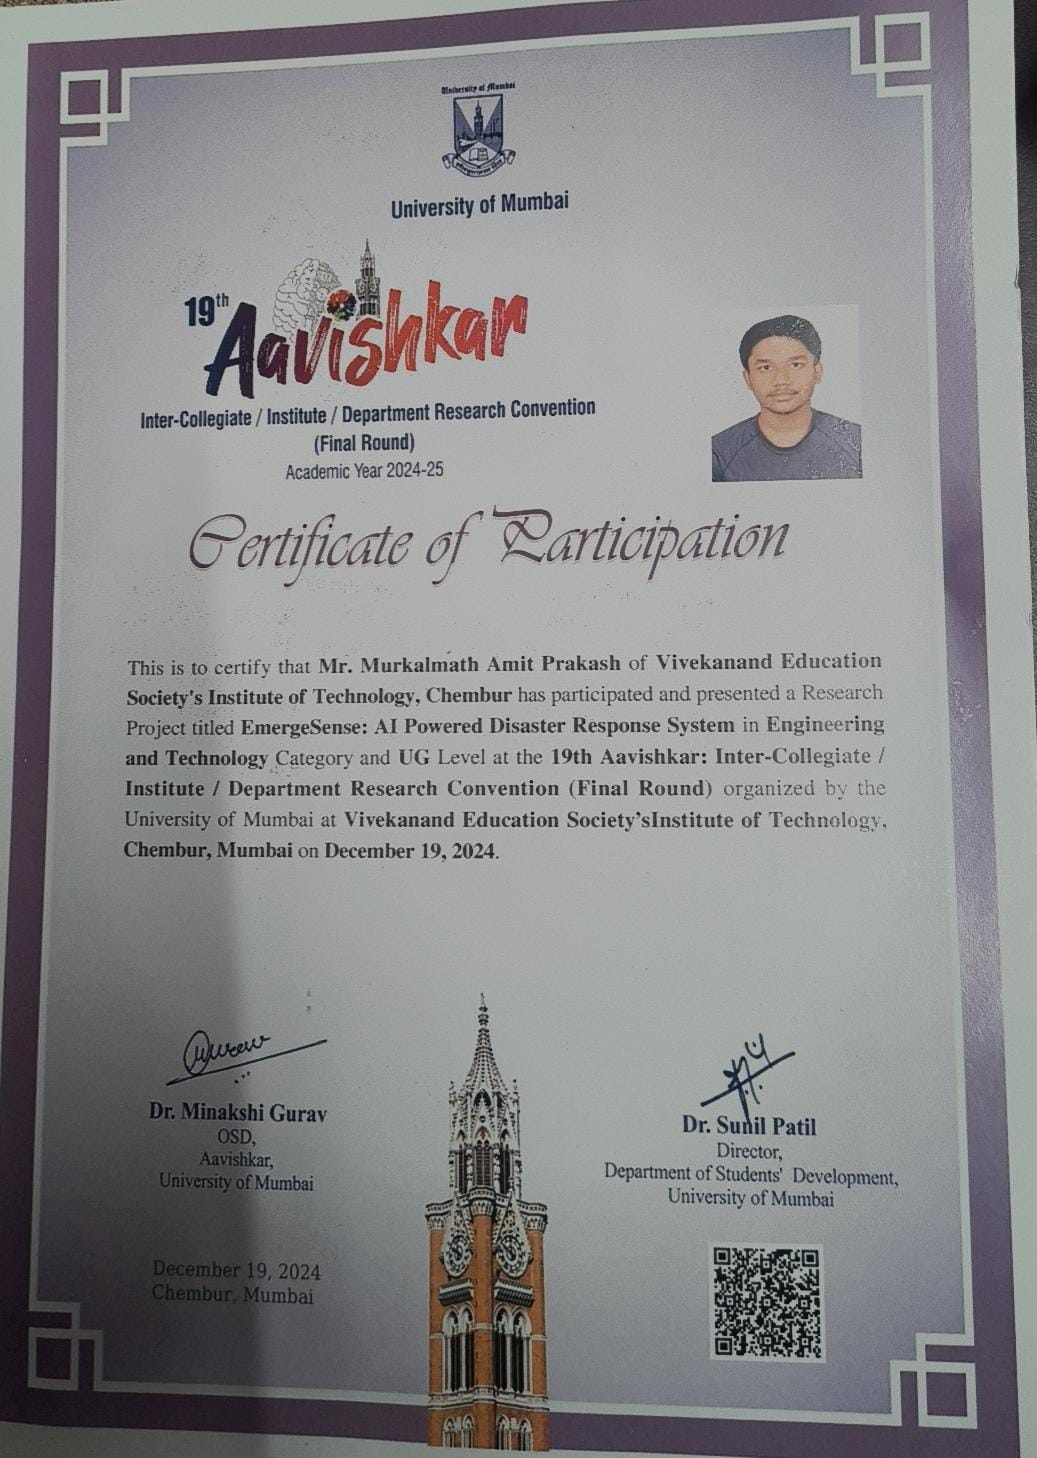 University of Mumbai
University of Mumbai
19th
Aavishkar
Inter-Collegiate / Institute / Department Research Convention
(Final Round)
Academic Year 2024-25
Certificate of Participation
This is to certify that Mr. Murkalmath Amit Prakash of Vivekanand Education
Society's Institute of Technology, Chembur has participated and presented a Research
Project titled EmergeSense: AI Powered Disaster Response System in Engineering
and Technology Category and UG Level at the 19th Aavishkar: Inter-Collegiate /
Institute / Department Research Convention (Final Round) organized by the
University of Mumbai at Vivekanand Education Society'sInstitute of Technology,
Chembur, Mumbai on December 19, 2024.
Dr. Minakshi Gurav
OSD,
Aavishkar,
University of Mumbai
Dr. Sunil Patil
Director,
Department of Students' Development,
University of Mumbai
December 19, 2024
Chembur, Mumbai